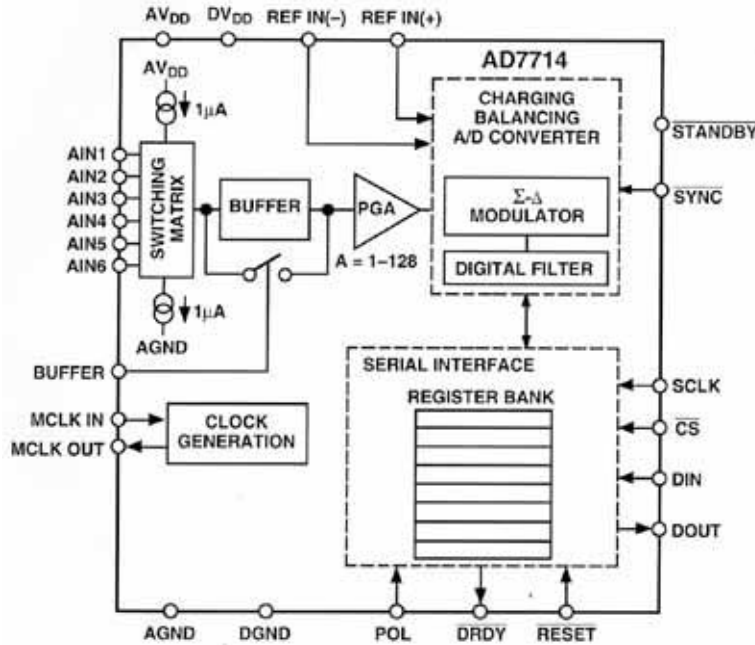 AVDD DVDD REF IN(-) REF IN(+)
AD7714
AVDD
1µA
AIN1
AIN2
AIN3
AIN4
AIN5
AIN6
SWITCHING
MATRIX
1µA
AGND
BUFFER
PGA
A = 1–128
CHARGING
BALANCING
A/D CONVERTER
Σ-Δ
MODULATOR
DIGITAL FILTER
STANDBY
SYNC
BUFFER
MCLK IN
MCLK OUT
CLOCK
GENERATION
SERIAL INTERFACE
REGISTER BANK
SCLK
CS
DIN
DOUT
AGND DGND POL DRDY RESET